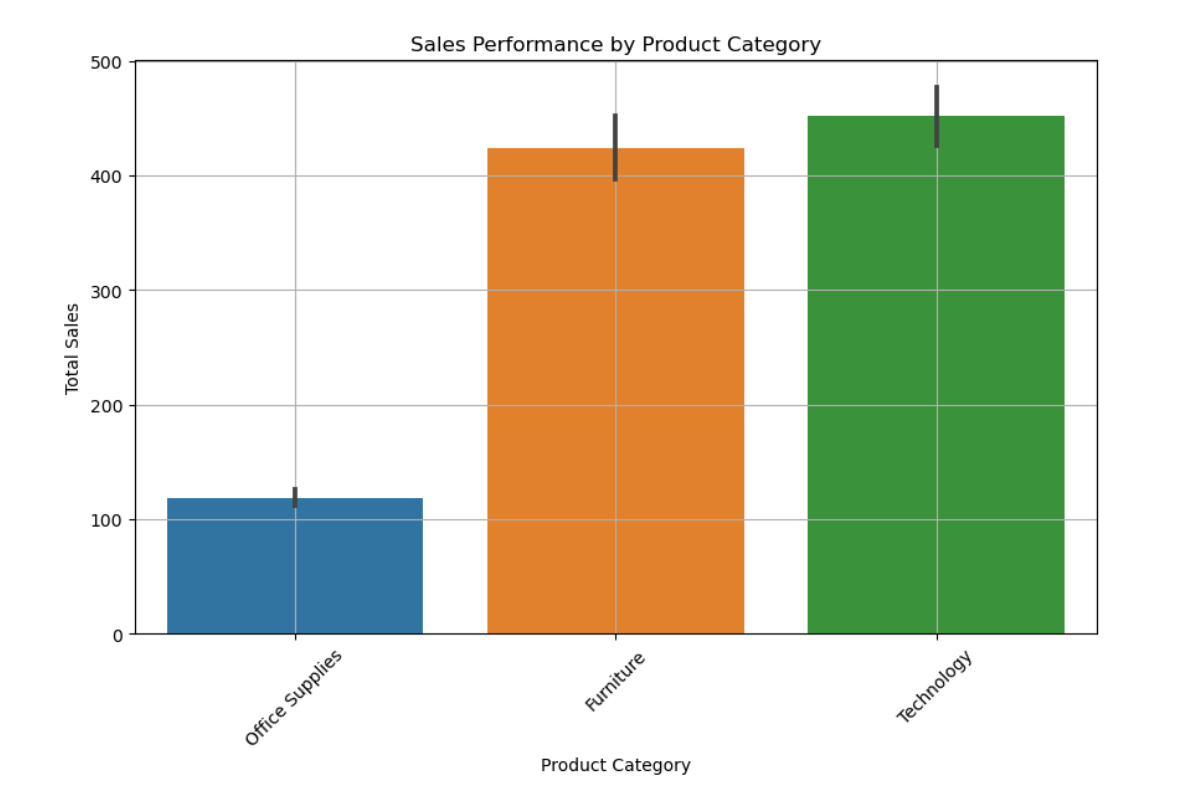 Sales Performance by Product Category
500
400
300
200
100
0
Total Sales
Office Supplies
Furniture
Technology
Product Category